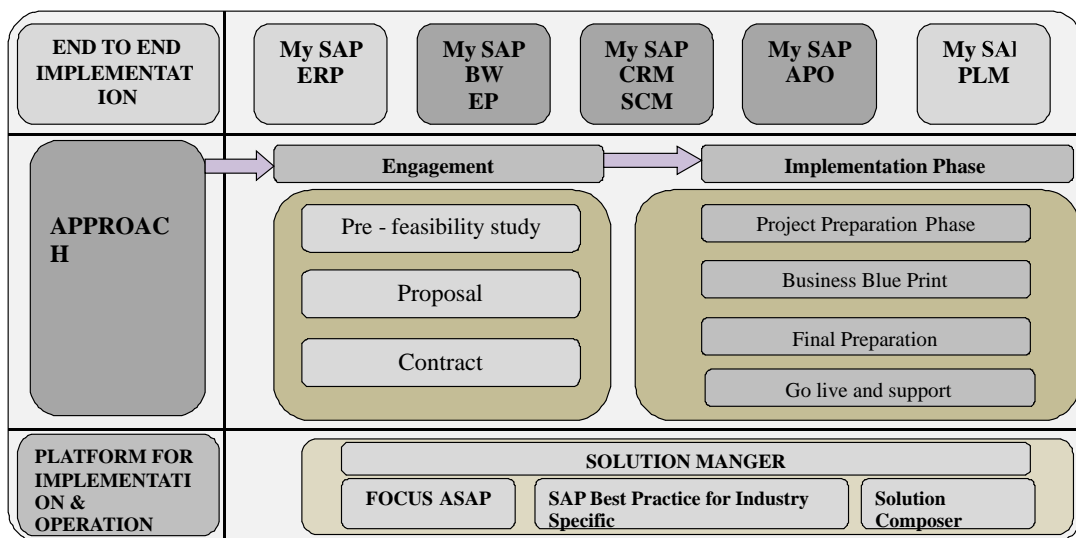 END TO END
IMPLEMENTAT
ION
My SAP
ERP
My SAP
BW
EP
My SAP
CRM
SCM
My SAP
APO
My SAI
PLM
APPROAC
H
Engagement
Implementation Phase
Pre - feasibility study
Proposal
Contract
Project Preparation Phase
Business Blue Print
Final Preparation
Go live and support
PLATFORM FOR
IMPLEMENTATI
ION &
OPERATION
SOLUTION MANGER
FOCUS ASAP
SAP Best Practice for Industry
Specific
Solution
Composer